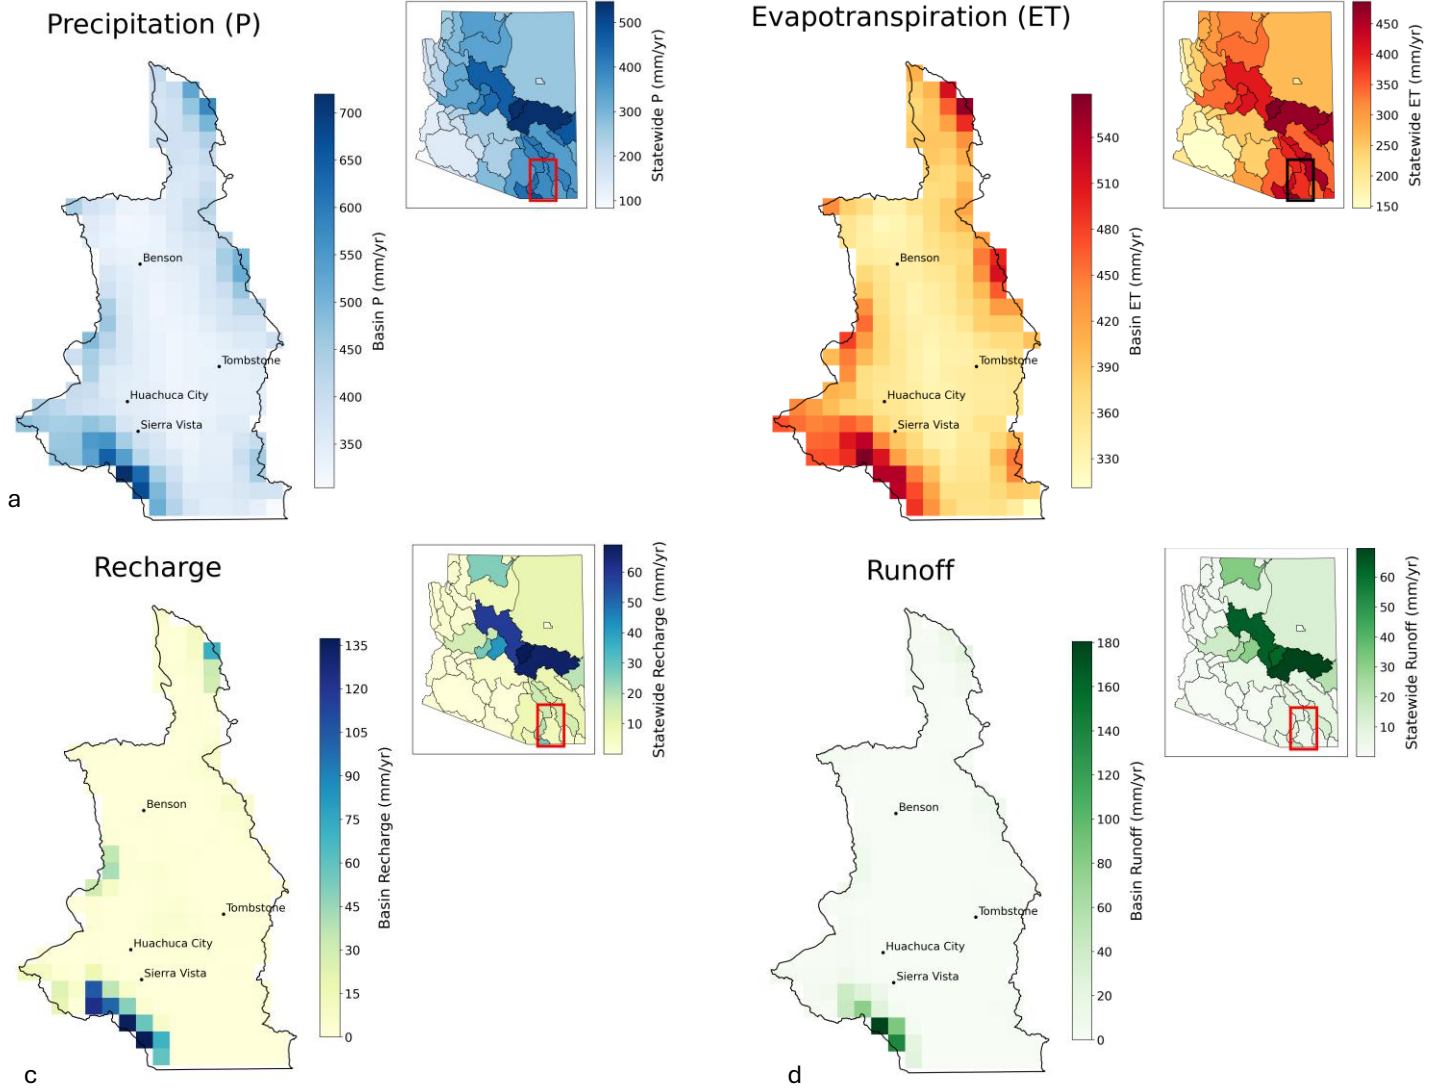 Precipitation (P)
500
400
300
200
100
Statewide P (mm/yr)
700
650
600
550
500
450
400
350
Basin P (mm/yr)
Benson
Tombstone
Huachuca City
Sierra Vista
a
Evapotranspiration (ET)
450
400
350
300
250
200
150
Statewide ET (mm/yr)
540
510
480
450
420
390
360
330
Basin ET (mm/yr)
Benson
Tombstone
Huachuca City
Sierra Vista
Recharge
60
50
40
30
20
10
Statewide Recharge (mm/yr)
135
120
105
90
75
60
45
30
15
0
Basin Recharge (mm/yr)
Benson
Tombstone
Huachuca City
Sierra Vista
c
Runoff
60
50
40
30
20
10
Statewide Runoff (mm/yr)
180
160
140
120
100
80
60
40
20
0
Basin Runoff (mm/yr)
Benson
Tombstone
Huachuca City
Sierra Vista
d